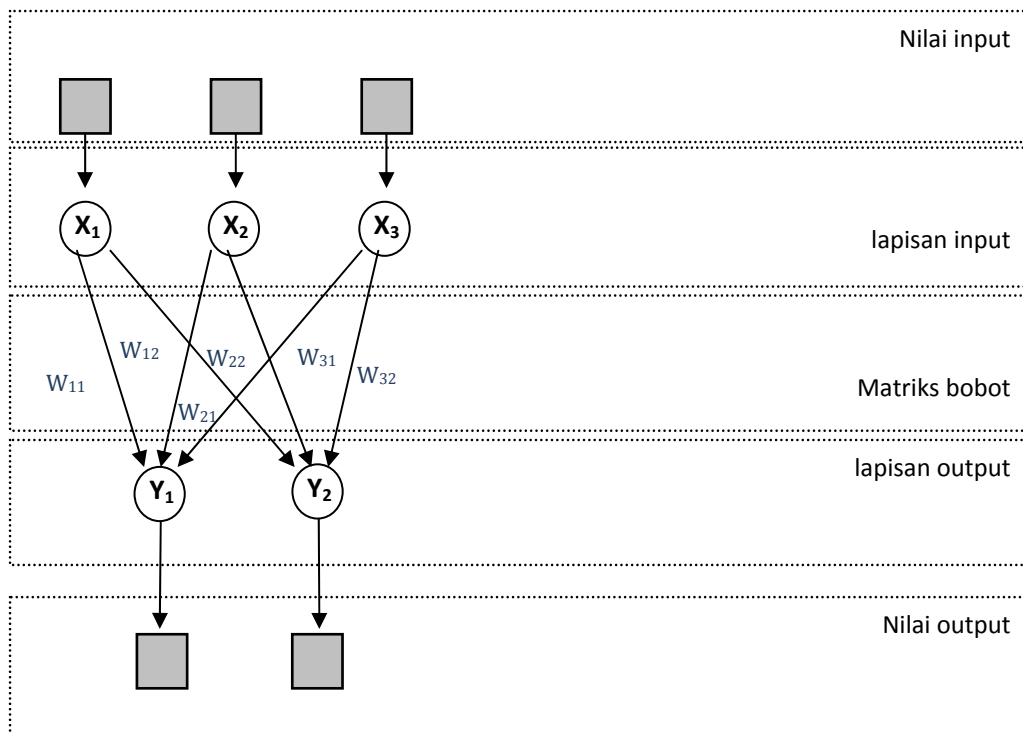 Nilai input
X₁ X₂ X₃
lapisan input
W₁₂ W₂₂ W₃₁
W₁₁ W₃₂
Matriks bobot
W₂₁
lapisan output
Y₁ Y₂
Nilai output